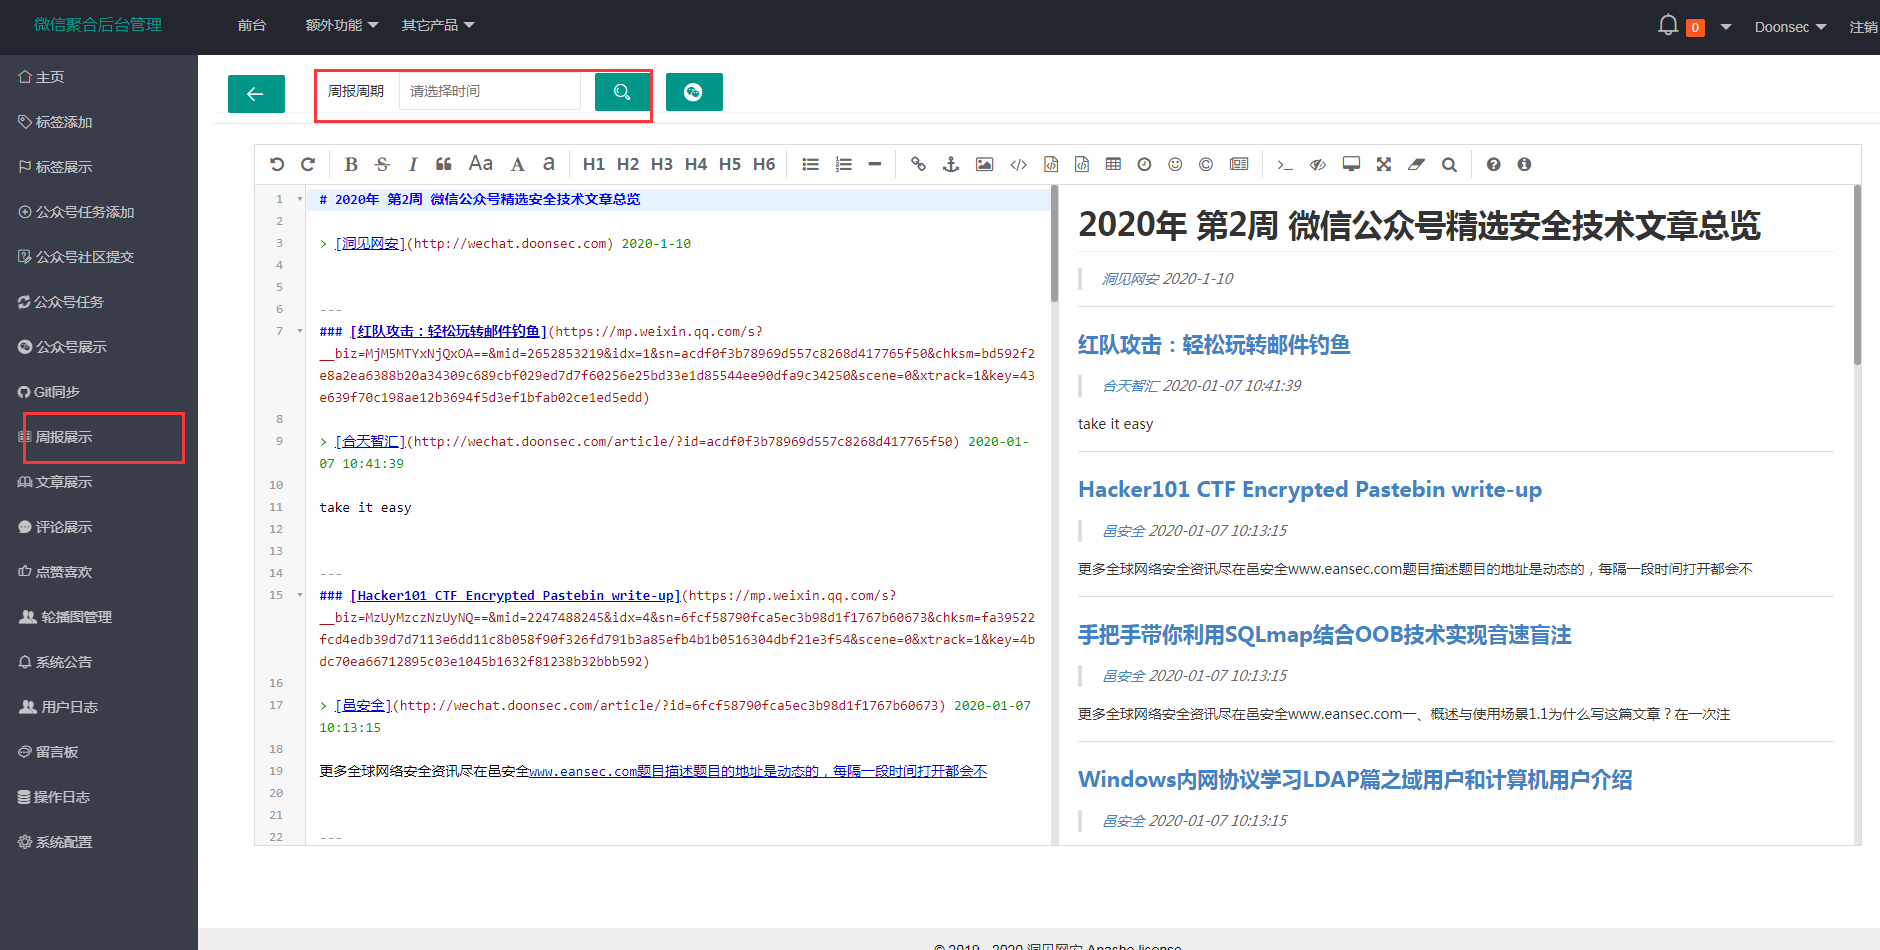 微信聚合后台管理
前台 额外功能 其它产品
0 Doonsec 注销
主页
标签添加
标签展示
公众号任务添加
公众号社区提交
公众号任务
公众号展示
Git同步
周报展示
文章展示
评论展示
点赞喜欢
轮播图管理
系统公告
用户日志
留言板
操作日志
系统配置
周报周期 请选择时间
B S I Aa A a H1 H2 H3 H4 H5 H6
1 # 2020年 第2周 微信公众号精选安全技术文章总览
2
3 > [洞见网安](http://wechat.doonsec.com) 2020-1-10
4
5
6 ---
7 ### [红队攻击：轻松玩转邮件钓鱼](https://mp.weixin.qq.com/s?
__biz=MjM5MTYxNjQxOA==&mid=2652853219&idx=1&sn=acdf0f3b78969d557c8268d417765f50&chksm=bd592f2
e8a2ea6388b20a34309c689cbf029ed7d7f60256e25bd33e1d85544ee90dfa9c34250&scene=0&xtrack=1&key=43
e639f70c198ae12b3694f5d3ef1bfab02ce1ed5edd)
8
9 > [合天智汇](http://wechat.doonsec.com/article/?id=acdf0f3b78969d557c8268d417765f50) 2020-01-
07 10:41:39
10
11 take it easy
12
13
14 ---
15 ### [Hacker101 CTF Encrypted Pastebin write-up](https://mp.weixin.qq.com/s?
__biz=MzUyMzczNzUyNQ==&mid=2247488245&idx=4&sn=6fcf58790fca5ec3b98d1f1767b60673&chksm=fa39522
fcd4edb39d7d7113e6dd11c8b058f90f326fd791b3a85efb4b1b0516304dbf21e3f54&scene=0&xtrack=1&key=4b
dc70ea66712895c03e1045b1632f81238b32bbb592)
16
17 > [邑安全](http://wechat.doonsec.com/article/?id=6fcf58790fca5ec3b98d1f1767b60673) 2020-01-07
10:13:15
18
19 更多全球网络安全资讯尽在邑安全www.eansec.com题目描述题目的地址是动态的，每隔一段时间打开都会不
20
21
22 ---
2020年 第2周 微信公众号精选安全技术文章总览
洞见网安 2020-1-10
红队攻击：轻松玩转邮件钓鱼
合天智汇 2020-01-07 10:41:39
take it easy
Hacker101 CTF Encrypted Pastebin write-up
邑安全 2020-01-07 10:13:15
更多全球网络安全资讯尽在邑安全www.eansec.com题目描述题目的地址是动态的，每隔一段时间打开都会不
手把手带你利用SQLmap结合OOB技术实现音速盲注
邑安全 2020-01-07 10:13:15
更多全球网络安全资讯尽在邑安全www.eansec.com一、概述与使用场景1.1为什么写这篇文章？在一次注
Windows内网协议学习LDAP篇之域用户和计算机用户介绍
邑安全 2020-01-07 10:13:15
© 2019 - 2020 洞见网安 Apache license